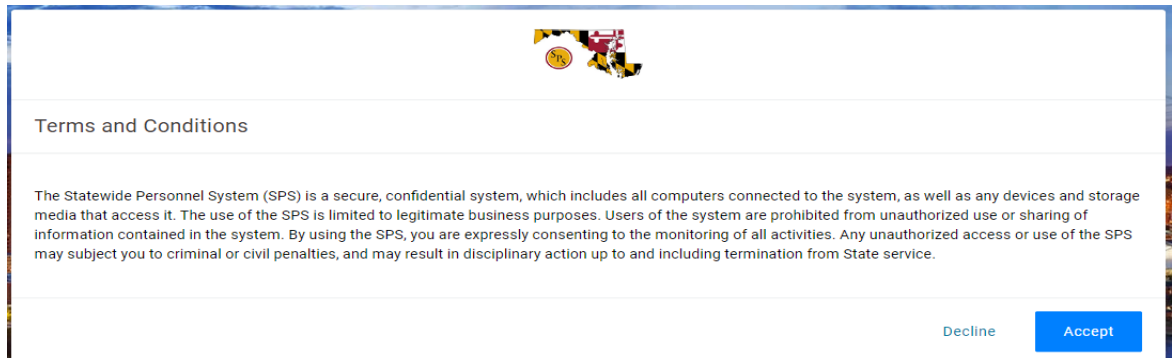 SPS
Terms and Conditions
The Statewide Personnel System (SPS) is a secure, confidential system, which includes all computers connected to the system, as well as any devices and storage
media that access it. The use of the SPS is limited to legitimate business purposes. Users of the system are prohibited from unauthorized use or sharing of
information contained in the system. By using the SPS, you are expressly consenting to the monitoring of all activities. Any unauthorized access or use of the SPS
may subject you to criminal or civil penalties, and may result in disciplinary action up to and including termination from State service.
Decline Accept